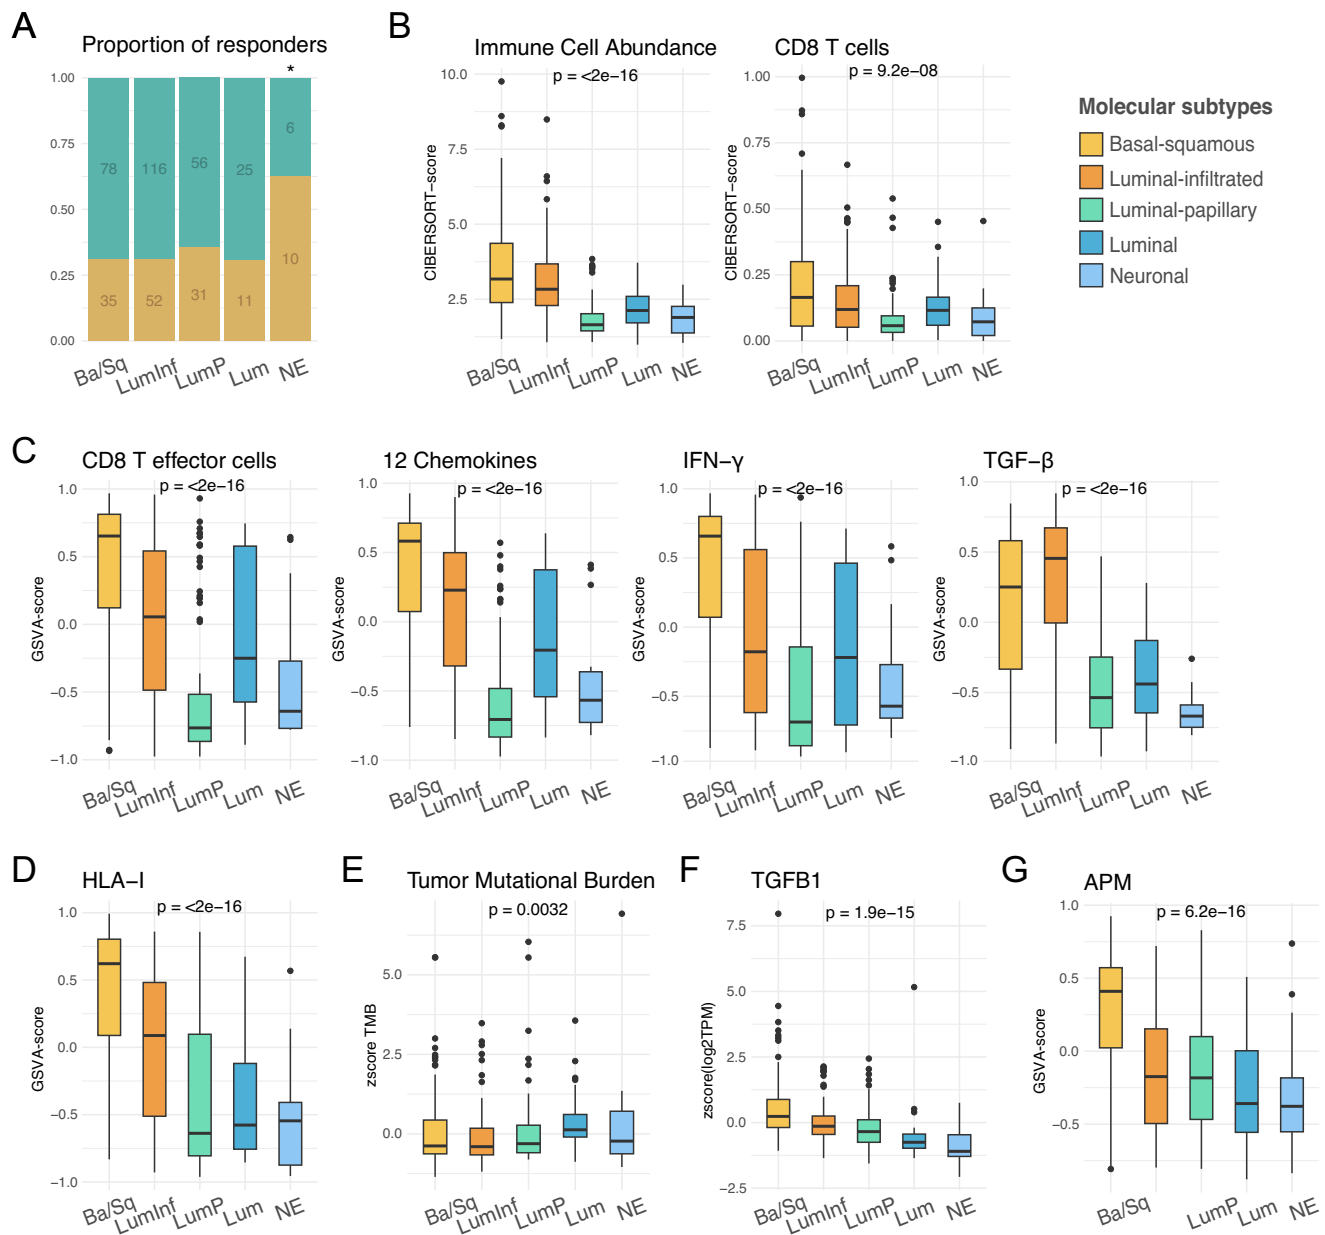 A
Proportion of responders
*
1.00
0.75
0.50
0.25
0.00
78
116
56
25
6
35
52
31
11
10
Ba/Sq
LumInf
LumP
Lum
NE
B
Immune Cell Abundance
p = <2e−16
CIBERSORT−score
10.0
7.5
5.0
2.5
Ba/Sq
LumInf
LumP
Lum
NE
CD8 T cells
p = 9.2e−08
CIBERSORT−score
1.00
0.75
0.50
0.25
0.00
Ba/Sq
LumInf
LumP
Lum
NE
Molecular subtypes
Basal-squamous
Luminal-infiltrated
Luminal-papillary
Luminal
Neuronal
C
CD8 T effector cells
p = <2e−16
GSVA−score
1.0
0.5
0.0
−0.5
−1.0
Ba/Sq
LumInf
LumP
Lum
NE
12 Chemokines
p = <2e−16
GSVA−score
1.0
0.5
0.0
−0.5
−1.0
Ba/Sq
LumInf
LumP
Lum
NE
IFN−γ
p = <2e−16
GSVA−score
1.0
0.5
0.0
−0.5
−1.0
Ba/Sq
LumInf
LumP
Lum
NE
TGF−β
p = <2e−16
GSVA−score
1.0
0.5
0.0
−0.5
−1.0
Ba/Sq
LumInf
LumP
Lum
NE
D
HLA−I
p = <2e−16
GSVA−score
1.0
0.5
0.0
−0.5
−1.0
Ba/Sq
LumInf
LumP
Lum
NE
E
Tumor Mutational Burden
p = 0.0032
zscore TMB
5.0
2.5
0.0
Ba/Sq
LumInf
LumP
Lum
NE
F
TGFB1
p = 1.9e−15
zscore(log2TPM)
7.5
5.0
2.5
0.0
−2.5
Ba/Sq
LumInf
LumP
Lum
NE
G
APM
p = 6.2e−16
GSVA−score
1.0
0.5
0.0
−0.5
Ba/Sq
LumP
Lum
NE